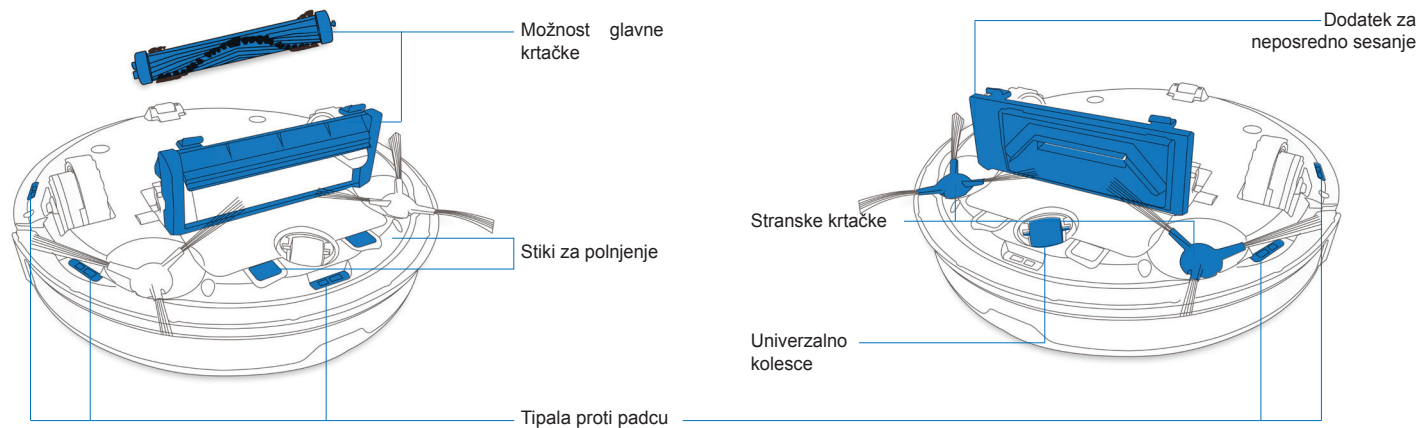 Možnost glavne
krtačke
Dodatek za
neposredno sesanje
Stiki za polnjenje
Stranske krtačke
Univerzalno
kolesce
Tipala proti padcu